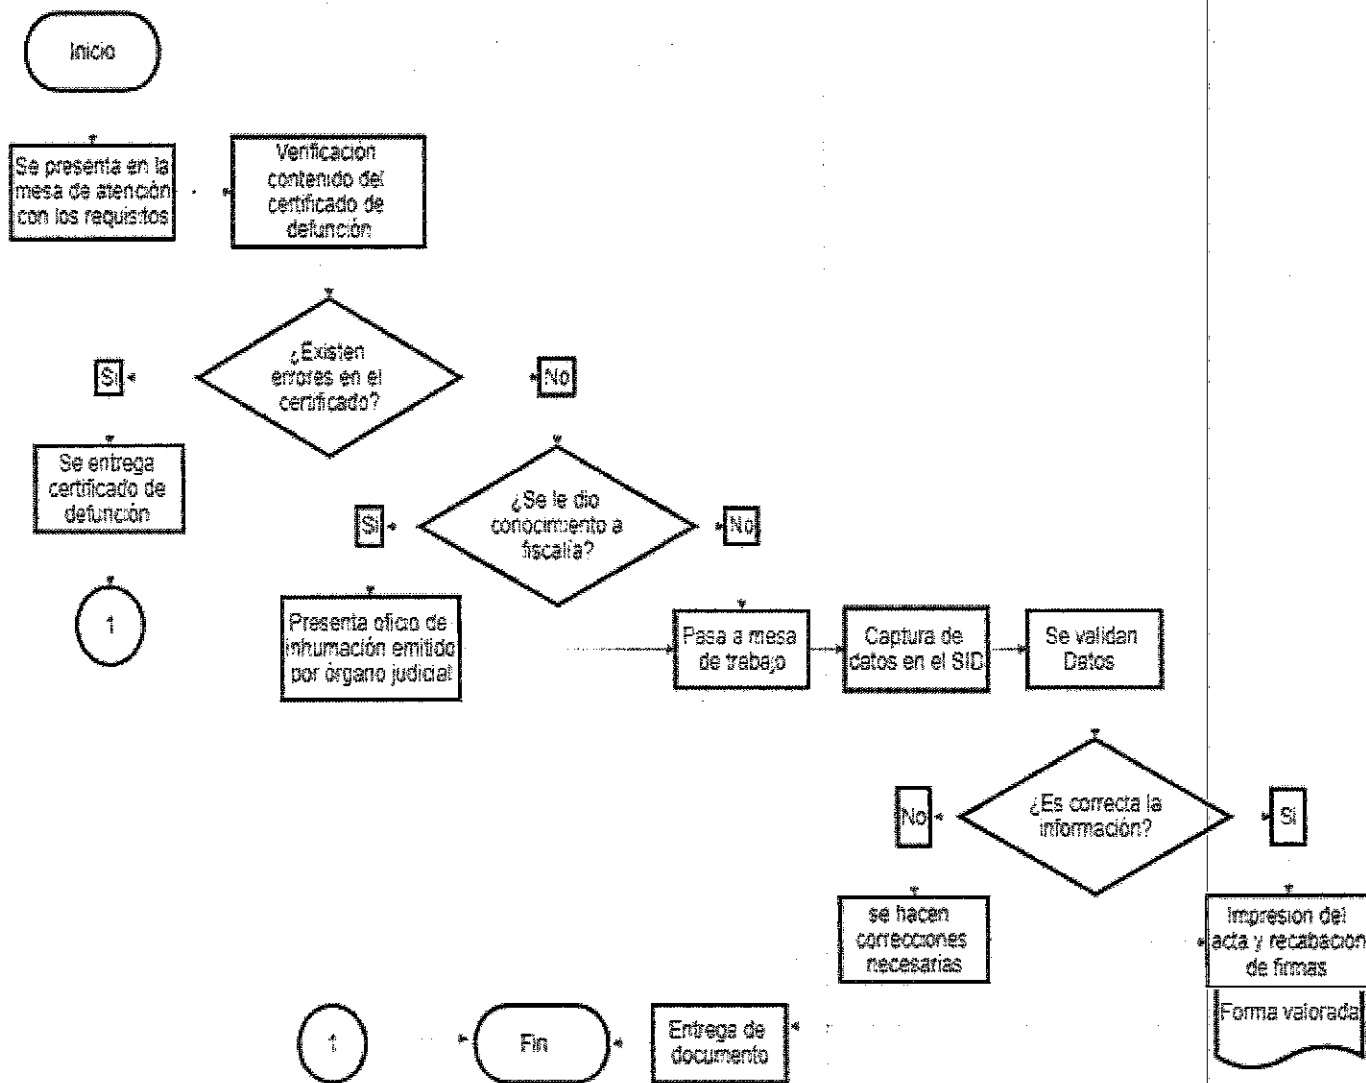 Inicio
Se presenta en la
mesa de atención
con los requisitos
Verificación
contenido del
certificado de
defunción
¿Existen
errores en el
certificado?
Si
No
Se entrega
certificado de
defunción
1
¿Se le dio
conocimiento a
fiscalía?
Si
No
Presenta oficio de
inhumación emitido
por órgano judicial
Pasa a mesa
de trabajo
Captura de
datos en el SID
Se validan
Datos
¿Es correcta la
información?
No
Si
se hacen
correcciones
necesarias
Impresion del
acta y recabación
de firmas
Forma valorada
Entrega de
documento
Fin
1